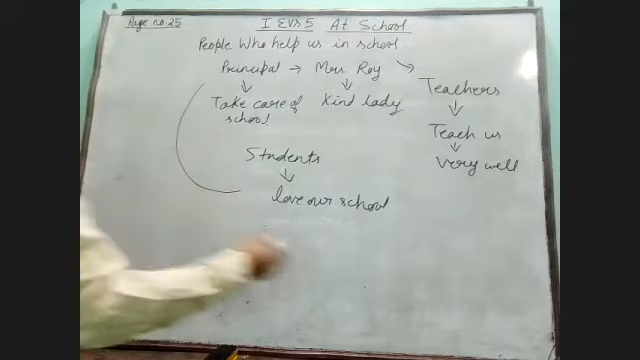 Page no. 25
I EVS 5 At School
People Who help us in school
Principal → Mrs. Roy
Teachers
Take care of school
Kind lady
Teach us
Very well
Students
love our school